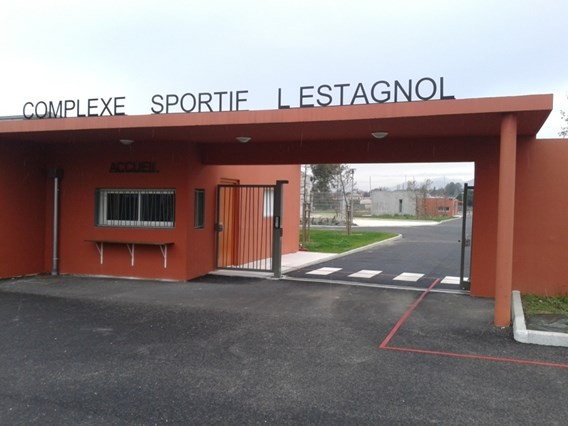 COMPLEXE SPORTIF L ESTAGNOL
ACCUEIL